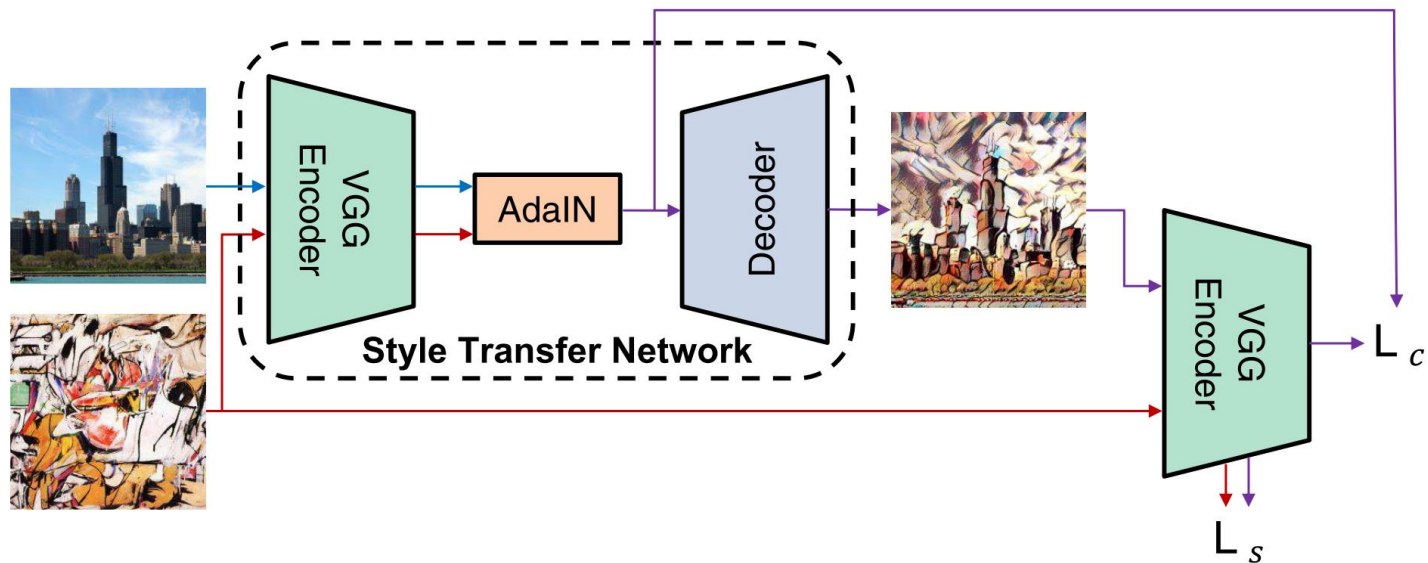 VGG
Encoder
AdaIN
Decoder
Style Transfer Network
VGG
Encoder
L c
L s